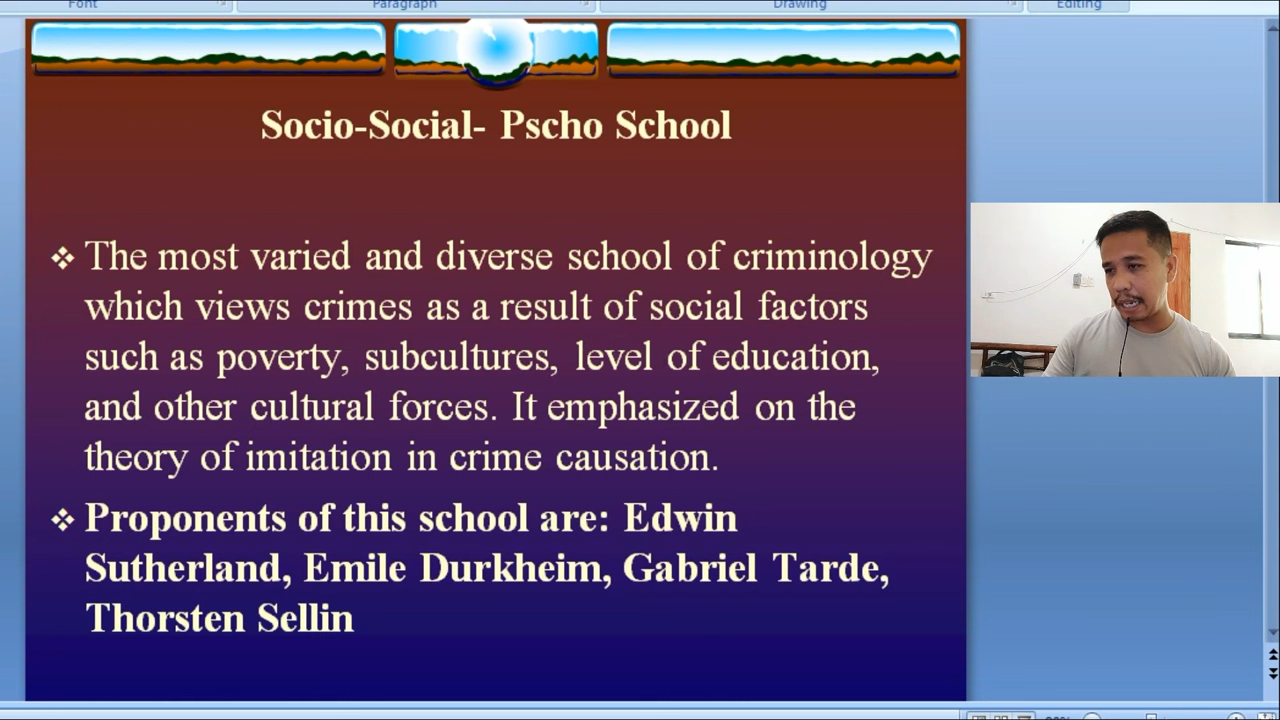 Font Paragraph Drawing Editing
Socio-Social- Pscho School
The most varied and diverse school of criminology
which views crimes as a result of social factors
such as poverty, subcultures, level of education,
and other cultural forces. It emphasized on the
theory of imitation in crime causation.
Proponents of this school are: Edwin
Sutherland, Emile Durkheim, Gabriel Tarde,
Thorsten Sellin